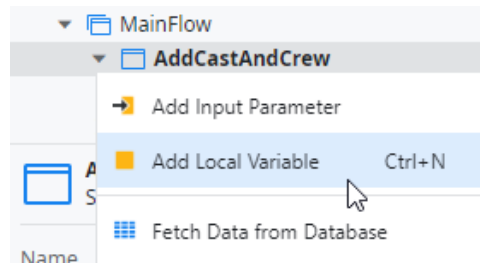 MainFlow
AddCastAndCrew
Add Input Parameter
Add Local Variable Ctrl+N
Fetch Data from Database
Name